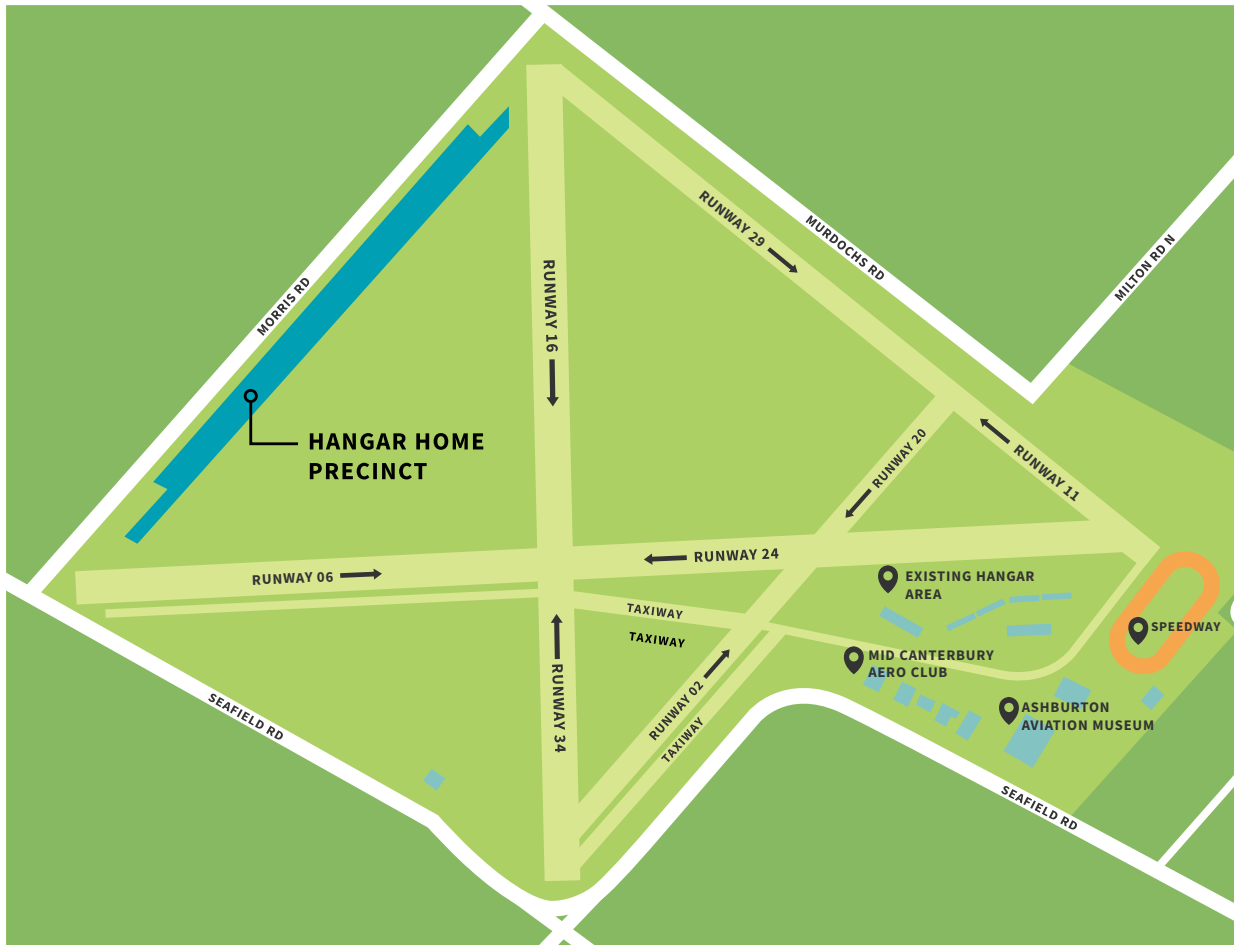 RUNWAY 29
MURDOCHS RD
MILTON RD N
MORRIS RD
RUNWAY 16
HANGAR HOME
PRECINCT
RUNWAY 20
RUNWAY 11
RUNWAY 06
RUNWAY 24
EXISTING HANGAR
AREA
TAXIWAY
TAXIWAY
SPEEDWAY
MID CANTERBURY
AERO CLUB
RUNWAY 34
RUNWAY 02
TAXIWAY
SEAFIELD RD
ASHBURTON
AVIATION MUSEUM
SEAFIELD RD